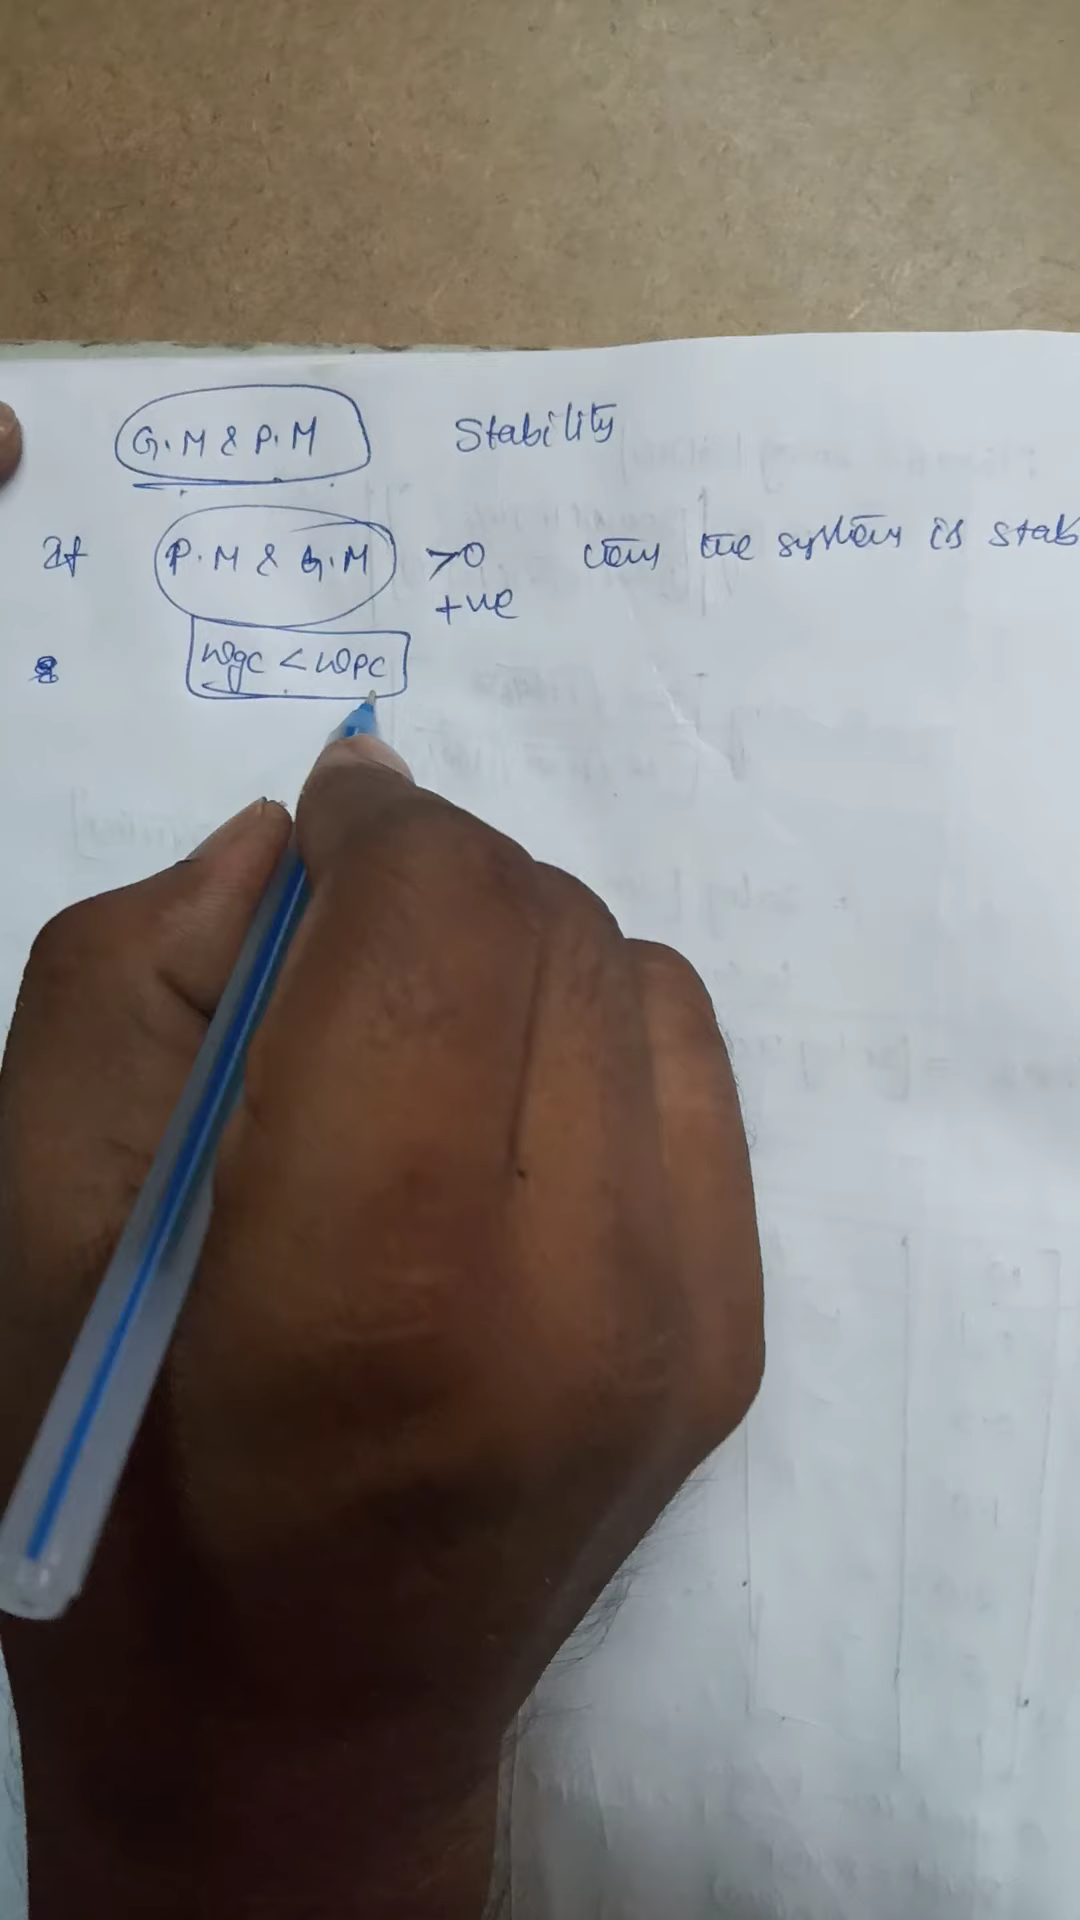 G.M & P.M Stability
If P.M & G.M >0 then the system is stab
+ve
& ωgc < ωpc